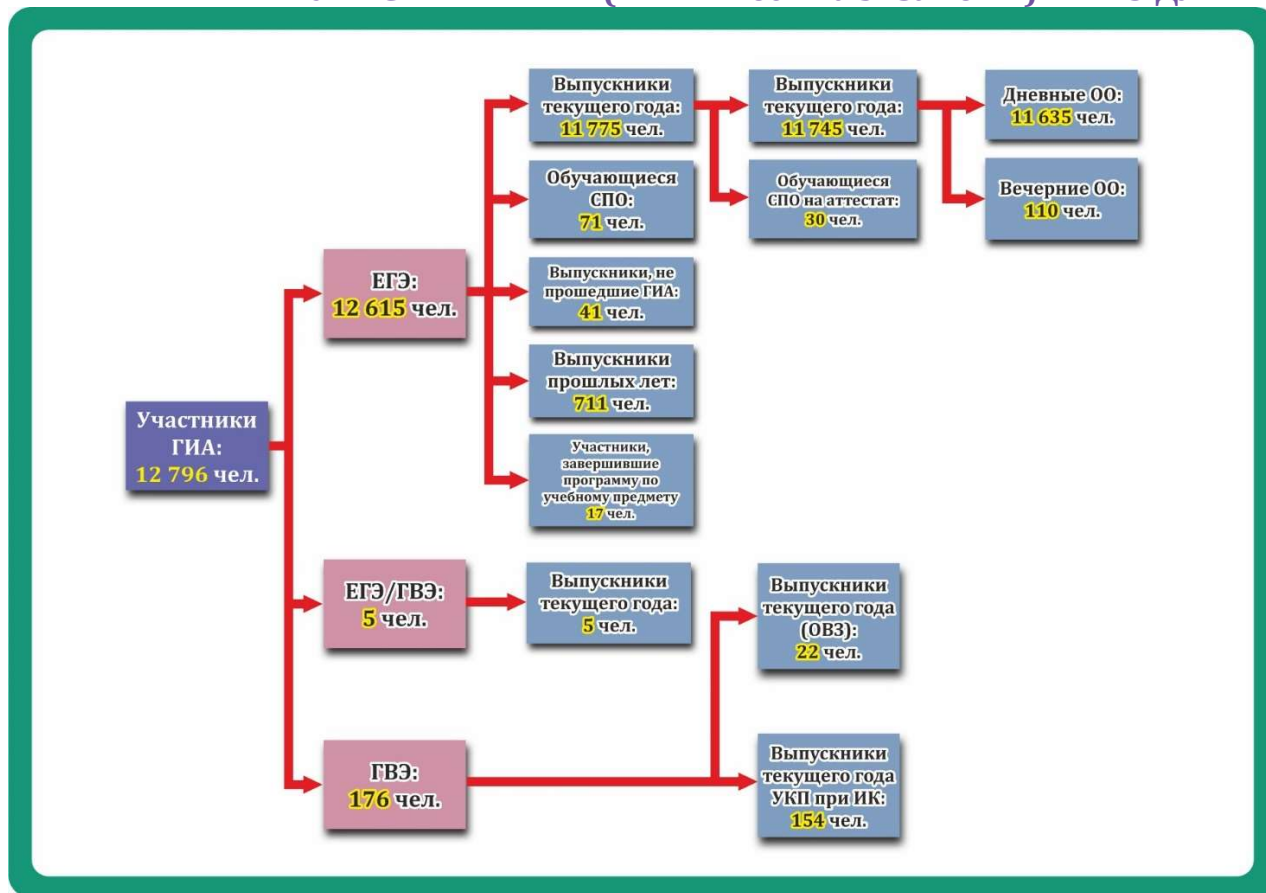 Выпускники
текущего года:
11 775 чел.
Выпускники
текущего года:
11 745 чел.
Дневные ОО:
11 635 чел.
Обучающиеся
СПО:
71 чел.
Обучающиеся
СПО на аттестат:
30 чел.
Вечерние ОО:
110 чел.
ЕГЭ:
12 615 чел.
Выпускники, не
прошедшие ГИА:
41 чел.
Выпускники
прошлых лет:
711 чел.
Участники
ГИА:
12 796 чел.
Участники,
завершившие
программу по
учебному предмету
17 чел.
ЕГЭ/ГВЭ:
5 чел.
Выпускники
текущего года:
5 чел.
Выпускники
текущего года
(ОВЗ):
22 чел.
ГВЭ:
176 чел.
Выпускники
текущего года
УКП при ИК:
154 чел.